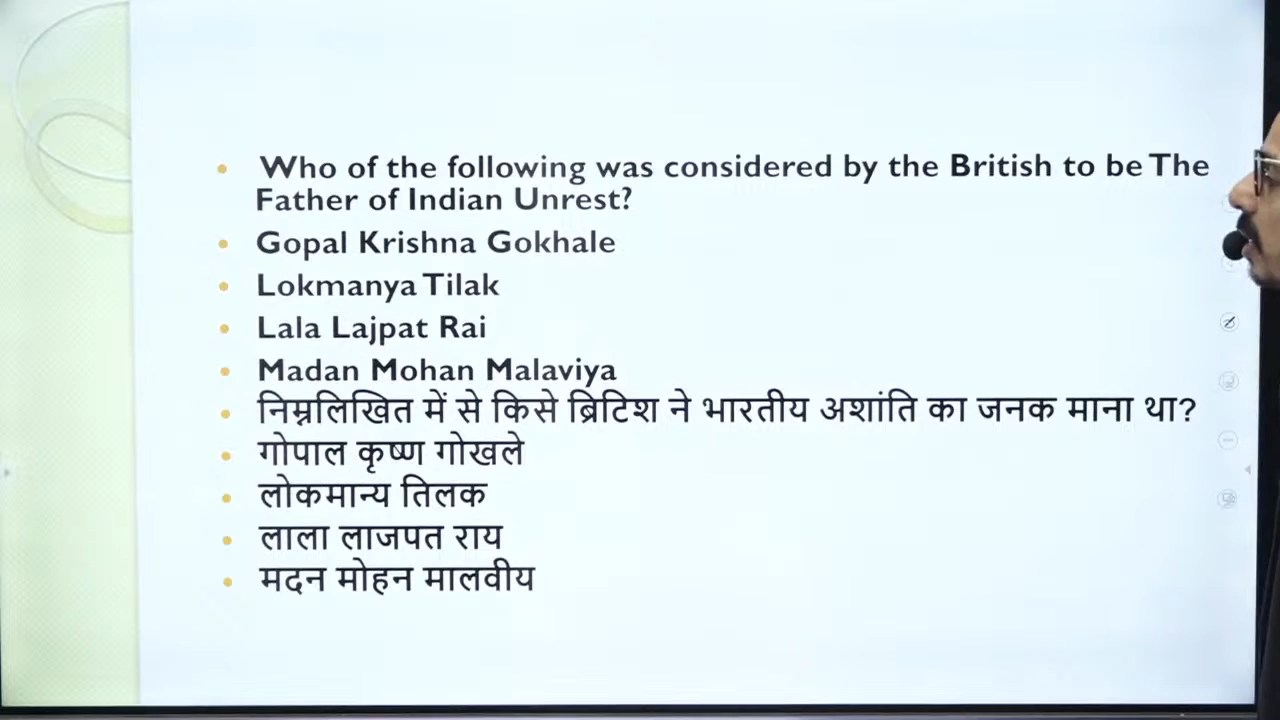 Who of the following was considered by the British to be The
Father of Indian Unrest?
Gopal Krishna Gokhale
Lokmanya Tilak
Lala Lajpat Rai
Madan Mohan Malaviya
निम्नलिखित में से किसे ब्रिटिश ने भारतीय अशांति का जनक माना था?
गोपाल कृष्ण गोखले
लोकमान्य तिलक
लाला लाजपत राय
मदन मोहन मालवीय